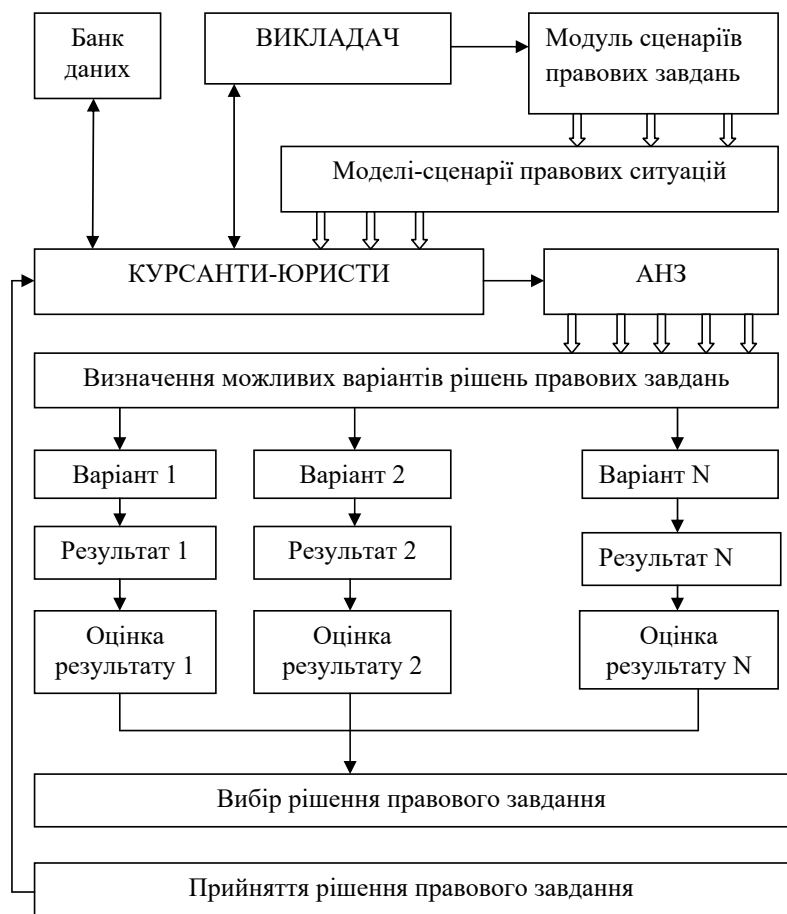 Банк
даних
ВИКЛАДАЧ
Модуль сценаріїв
правових завдань
Моделі-сценарії правових ситуацій
КУРСАНТИ-ЮРИСТИ
АНЗ
Визначення можливих варіантів рішень правових завдань
Варіант 1
Варіант 2
Варіант N
Результат 1
Результат 2
Результат N
Оцінка
результату 1
Оцінка
результату 2
Оцінка
результату N
Вибір рішення правового завдання
Прийняття рішення правового завдання